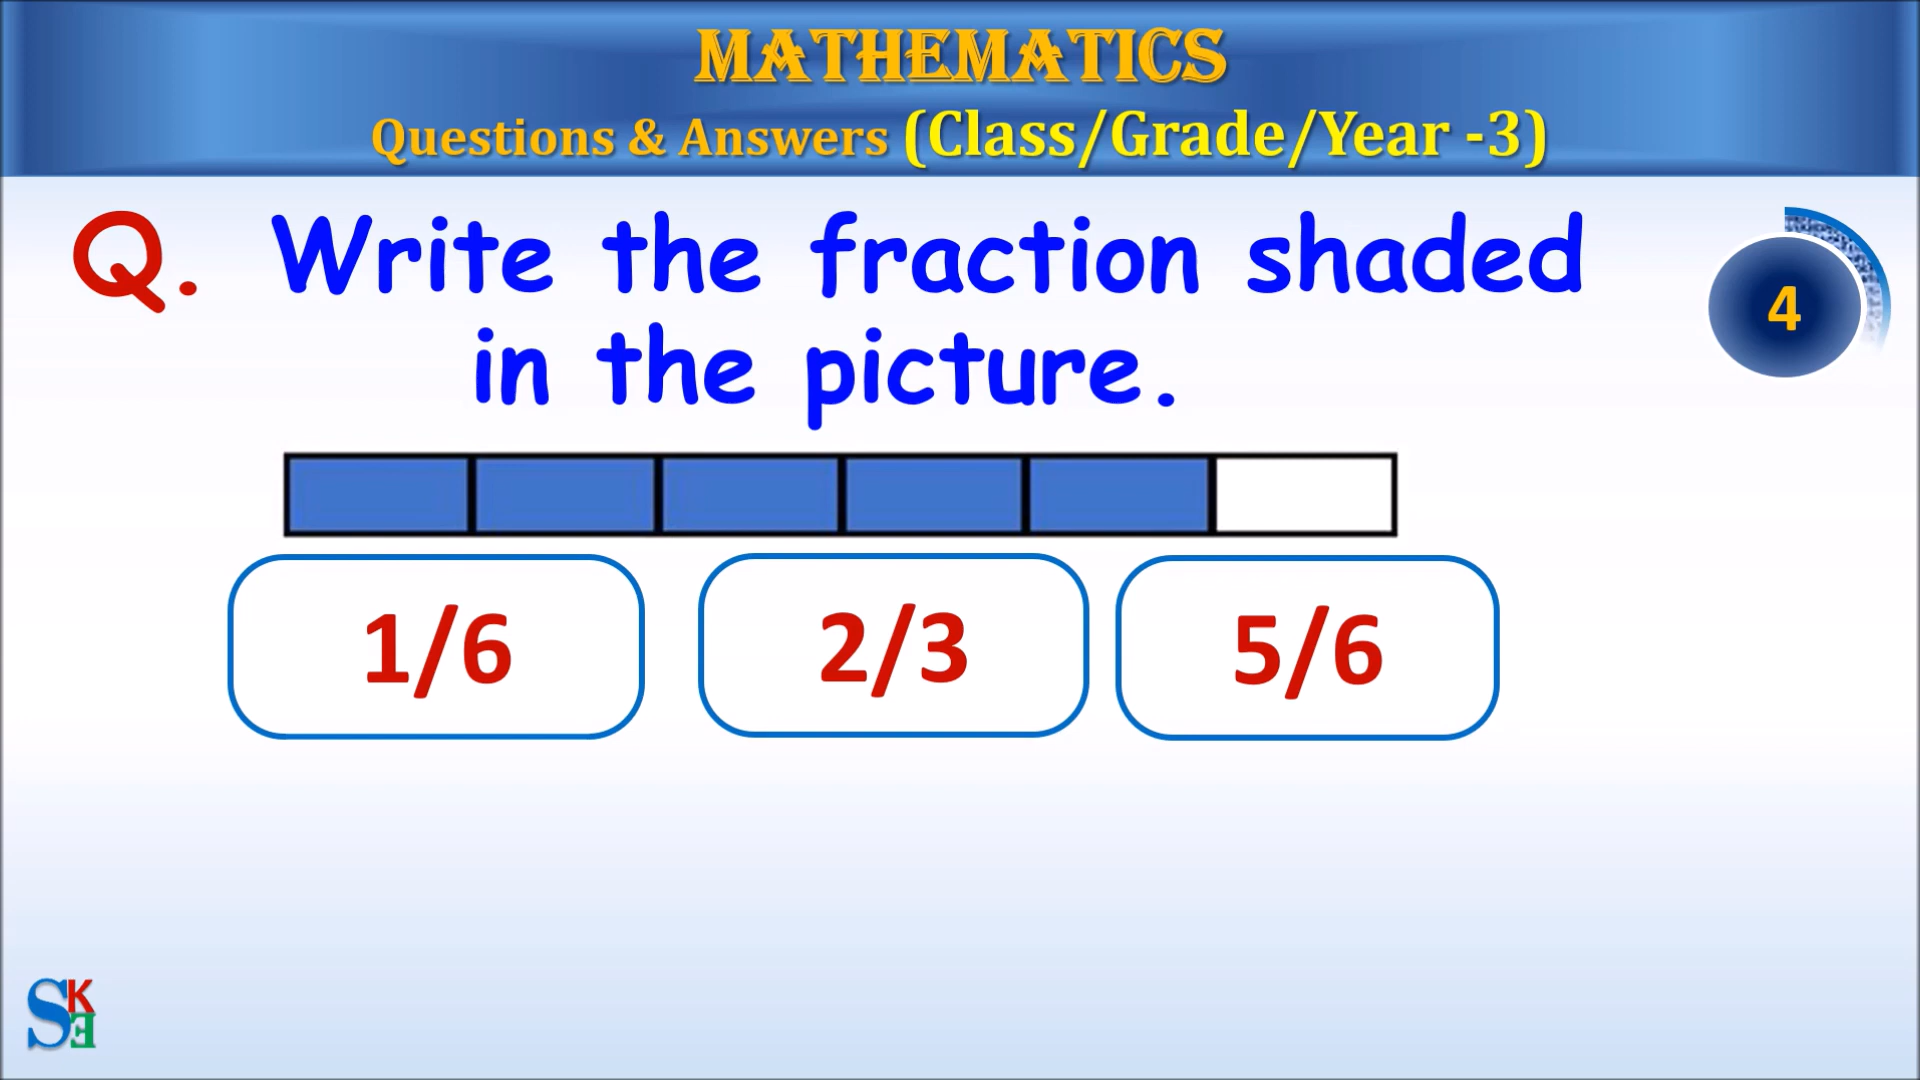 MATHEMATICS
Questions & Answers (Class/Grade/Year -3)
Q. Write the fraction shaded
in the picture.
4
1/6 2/3 5/6
SKE